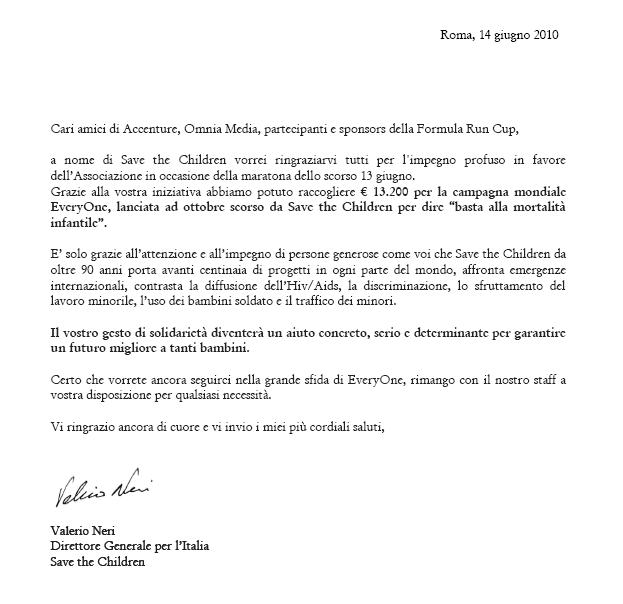 Roma, 14 giugno 2010
Cari amici di Accenture, Omnia Media, partecipanti e sponsors della Formula Run Cup,
a nome di Save the Children vorrei ringraziarvi tutti per l'impegno profuso in favore
dell'Associazione in occasione della maratona dello scorso 13 giugno.
Grazie alla vostra iniziativa abbiamo potuto raccogliere € 13.200 per la campagna mondiale
EveryOne, lanciata ad ottobre scorso da Save the Children per dire “basta alla mortalità
infantile”.
E' solo grazie all'attenzione e all'impegno di persone generose come voi che Save the Children da
oltre 90 anni porta avanti centinaia di progetti in ogni parte del mondo, affronta emergenze
internazionali, contrasta la diffusione dell'Hiv/Aids, la discriminazione, lo sfruttamento del
lavoro minorile, l'uso dei bambini soldato e il traffico dei minori.
Il vostro gesto di solidarietà diventerà un aiuto concreto, serio e determinante per garantire
un futuro migliore a tanti bambini.
Certo che vorrete ancora seguirci nella grande sfida di EveryOne, rimango con il nostro staff a
vostra disposizione per qualsiasi necessità.
Vi ringrazio ancora di cuore e vi invio i miei più cordiali saluti,
Valerio Neri
Valerio Neri
Direttore Generale per l'Italia
Save the Children